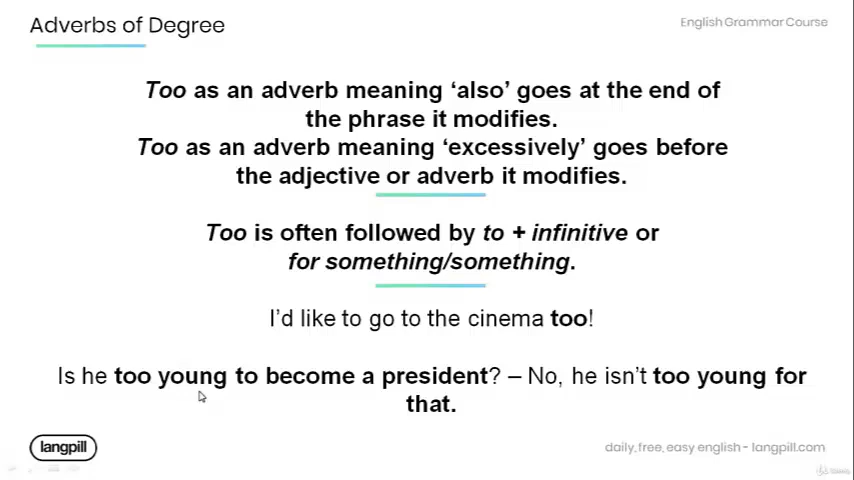 Adverbs of Degree
English Grammar Course
Too as an adverb meaning ‘also’ goes at the end of
the phrase it modifies.
Too as an adverb meaning ‘excessively’ goes before
the adjective or adverb it modifies.
Too is often followed by to + infinitive or
for something/something.
I’d like to go to the cinema too!
Is he too young to become a president? – No, he isn’t too young for
that.
langpill
daily, free, easy english - langpill.com